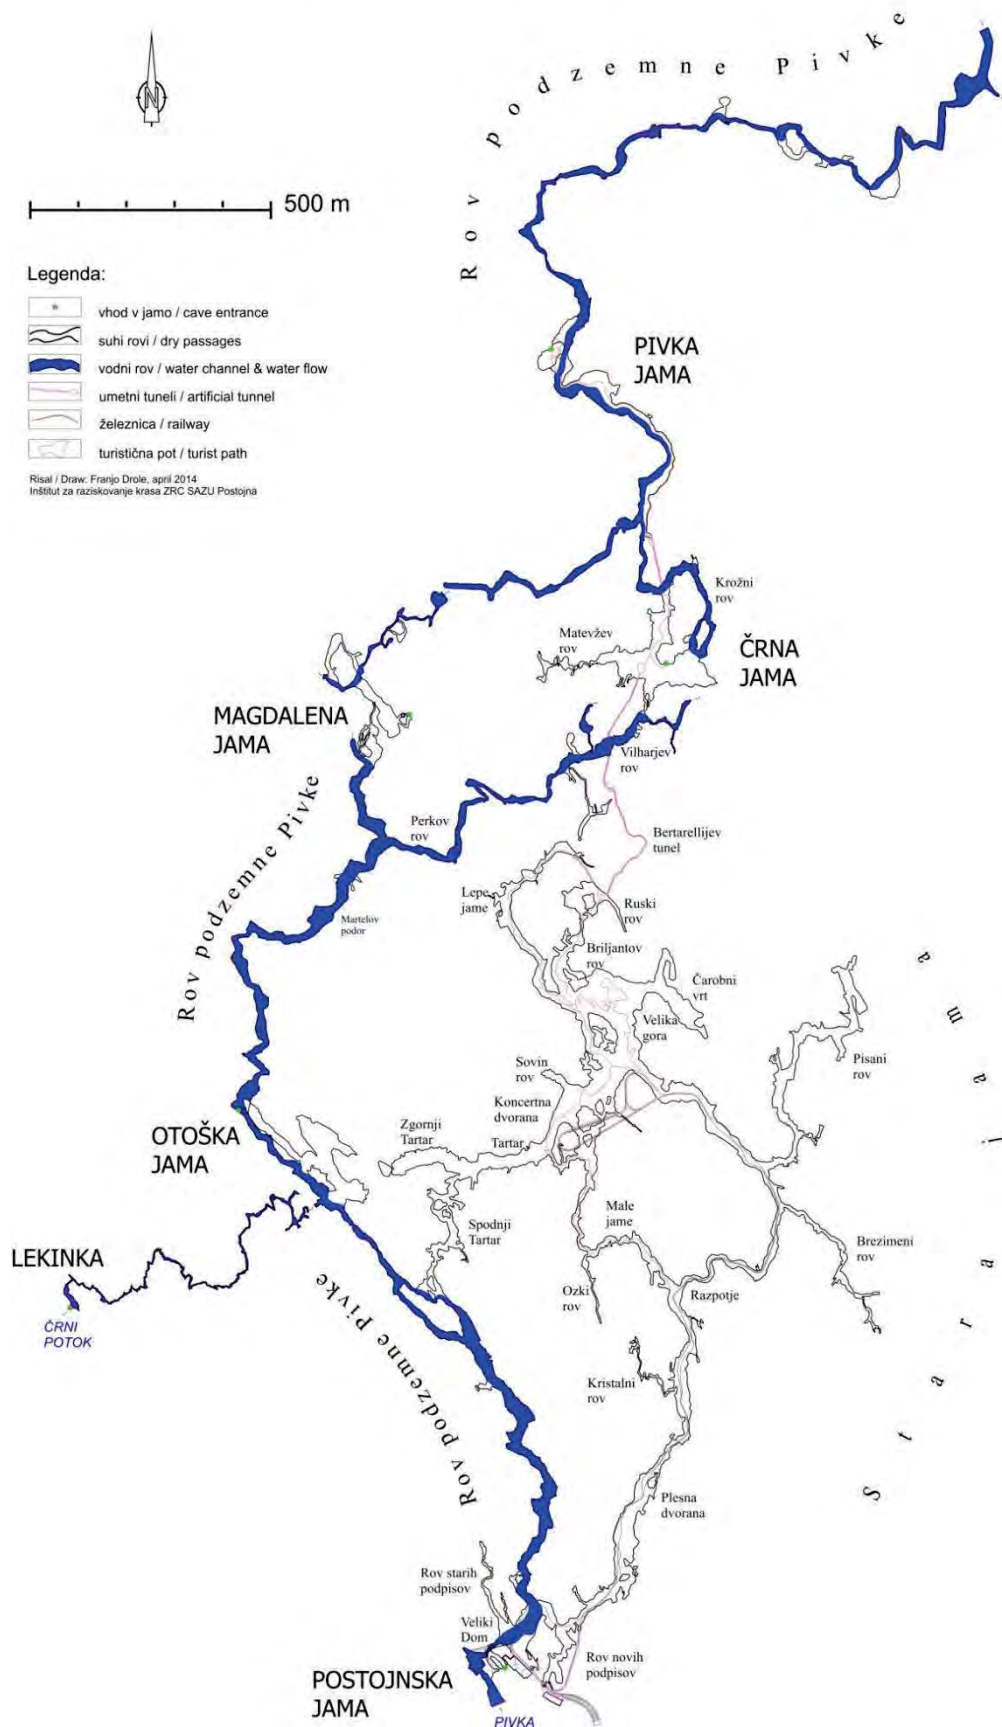 Rov podzemne Pivke
N
500 m
Legenda:
vhod v jamo / cave entrance
suhi rovi / dry passages
vodni rov / water channel & water flow
umetni tuneli / artificial tunnel
železnica / railway
turistična pot / turist path
Risal / Draw: Franjo Drole, april 2014
Inštitut za raziskovanje krasa ZRC SAZU Postojna
PIVKA
JAMA
Krožni
rov
Matevžev
rov
ČRNA
JAMA
MAGDALENA
JAMA
Vilharjev
rov
Rov podzemne Pivke
Perkov
rov
Bertarellijev
tunel
Lepe
jame
Ruski
rov
Martelov
podor
Briljantov
rov
Čarobni
vrt
Velika
gora
Stara jama
Pisani
rov
Sovin
rov
Koncertna
dvorana
Zgornji
Tartar
Tartar
OTOŠKA
JAMA
Male
jame
Spodnji
Tartar
Brezimeni
rov
LEKINKA
Ozki
rov
Razpotje
ČRNI
POTOK
Rov podzemne Pivke
Kristalni
rov
Plesna
dvorana
Rov starih
podpisov
Veliki
Dom
Rov novih
podpisov
POSTOJNSKA
JAMA
PIVKA